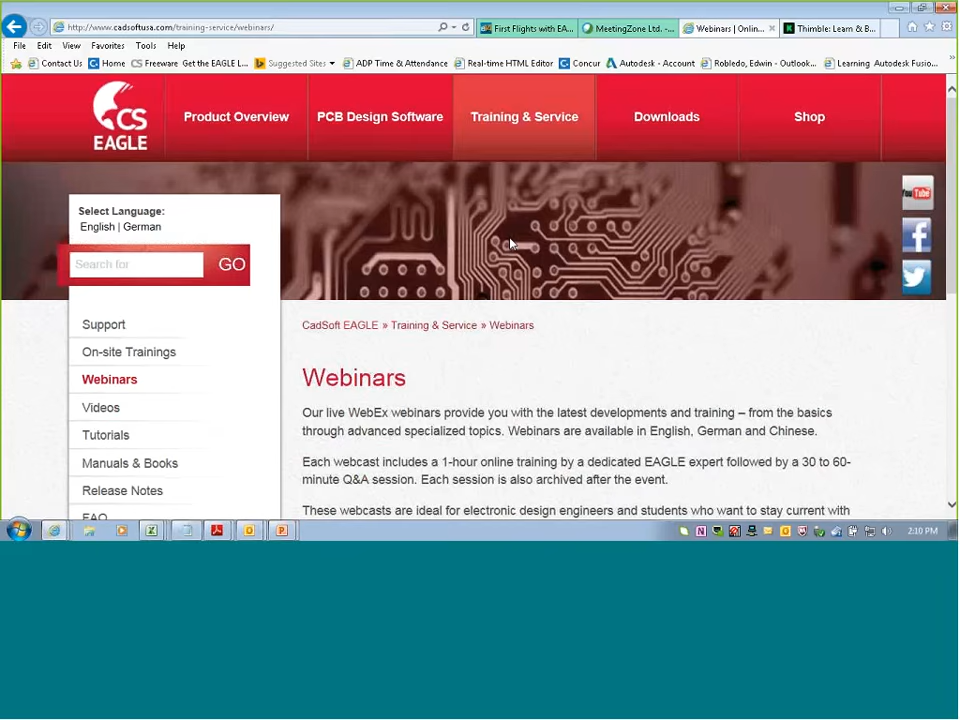 http://www.cadsoftusa.com/training-service/webinars/
First Flights with EA...
MeetingZone Ltd. -...
Webinars | Onlin...
Thimble: Learn & B...
File Edit View Favorites Tools Help
Contact Us Home Freeware Get the EAGLE L... Suggested Sites ADP Time & Attendance Real-time HTML Editor Concur Autodesk - Account Robledo, Edwin - Outlook... Learning Autodesk Fusio... »
CS
EAGLE
Product Overview
PCB Design Software
Training & Service
Downloads
Shop
You Tube
Select Language:
English | German
Search for
GO
Support
On-site Trainings
Webinars
Videos
Tutorials
Manuals & Books
Release Notes
FAQ
CadSoft EAGLE » Training & Service » Webinars
Webinars
Our live WebEx webinars provide you with the latest developments and training – from the basics
through advanced specialized topics. Webinars are available in English, German and Chinese.
Each webcast includes a 1-hour online training by a dedicated EAGLE expert followed by a 30 to 60-
minute Q&A session. Each session is also archived after the event.
These webcasts are ideal for electronic design engineers and students who want to stay current with
2:10 PM